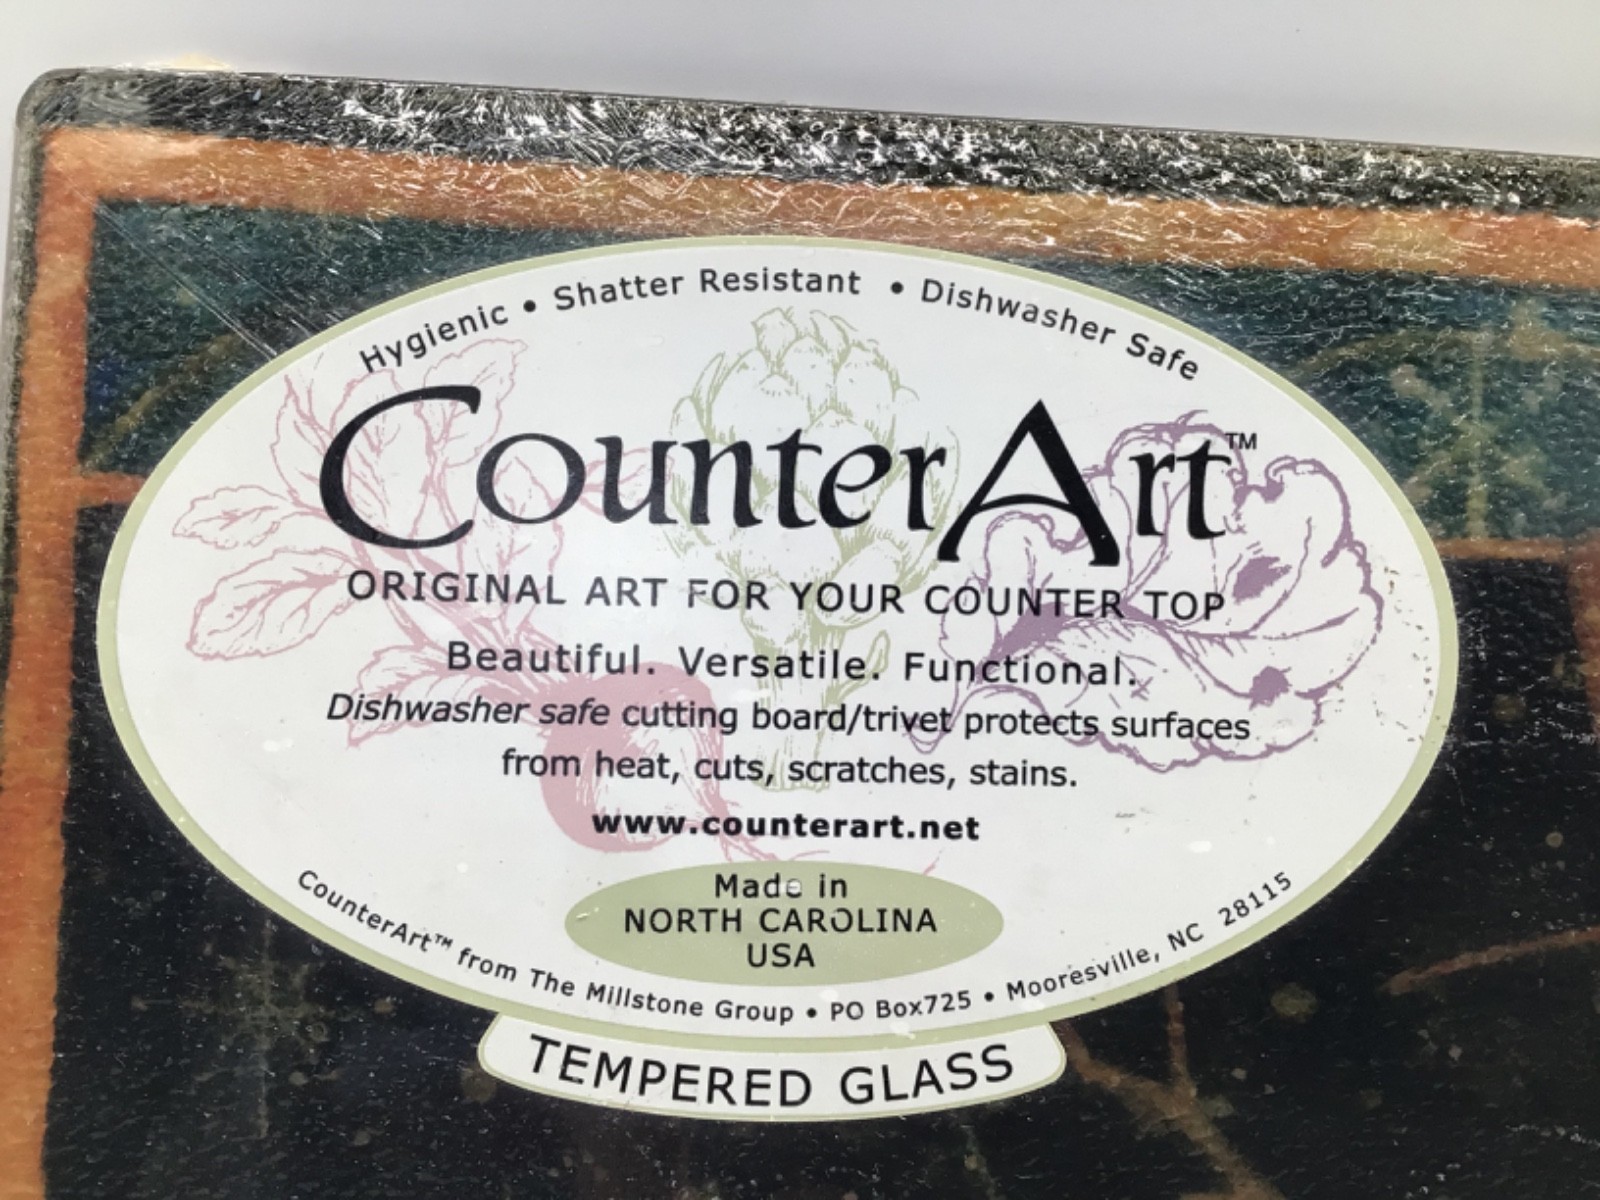 Hygienic • Shatter Resistant • Dishwasher Safe
CounterArt™
ORIGINAL ART FOR YOUR COUNTER TOP
Beautiful. Versatile. Functional.
Dishwasher safe cutting board/trivet protects surfaces
from heat, cuts, scratches, stains.
www.counterart.net
Made in
NORTH CAROLINA
USA
CounterArt™ from The Millstone Group • PO Box725 • Mooresville, NC 28115
TEMPERED GLASS